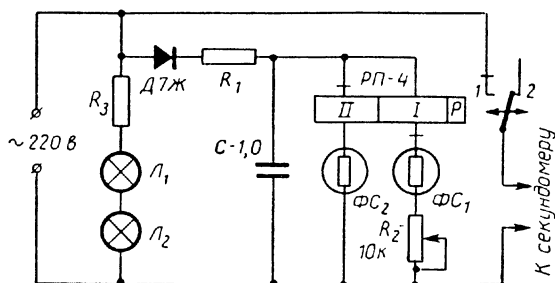 РП-4
Д7Ж
R₁
1
2
II
I
Р
R₃
~220 в
С-1,0
Л₁
ФС₂
ФС₁
Л₂
R₂
10к
К секундомеру